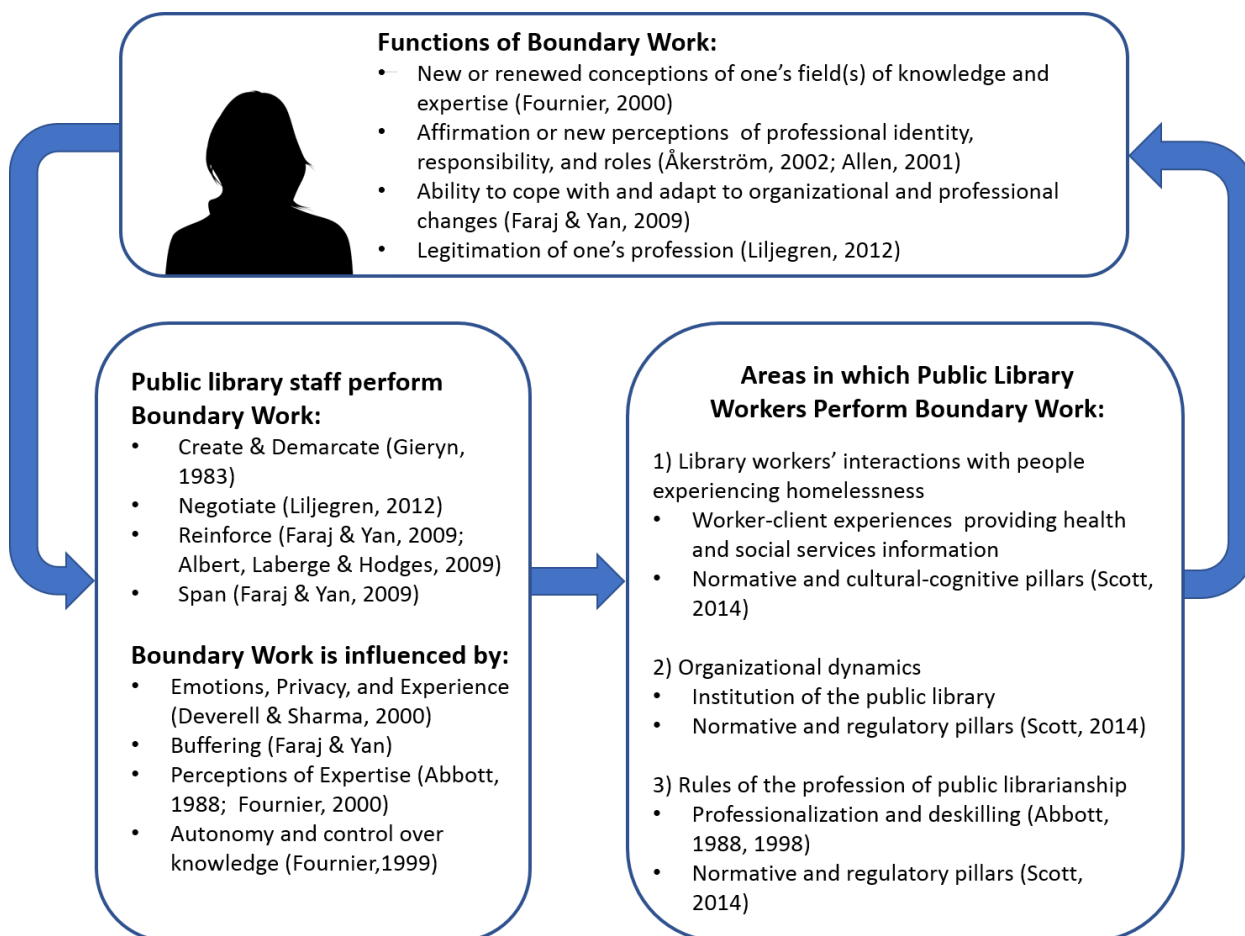 Functions of Boundary Work:
• New or renewed conceptions of one's field(s) of knowledge and
expertise (Fournier, 2000)
• Affirmation or new perceptions of professional identity,
responsibility, and roles (Åkerström, 2002; Allen, 2001)
• Ability to cope with and adapt to organizational and professional
changes (Faraj & Yan, 2009)
• Legitimation of one's profession (Liljegren, 2012)
Public library staff perform
Boundary Work:
• Create & Demarcate (Gieryn,
1983)
• Negotiate (Liljegren, 2012)
• Reinforce (Faraj & Yan, 2009;
Albert, Laberge & Hodges, 2009)
• Span (Faraj & Yan, 2009)
Boundary Work is influenced by:
• Emotions, Privacy, and Experience
(Deverell & Sharma, 2000)
• Buffering (Faraj & Yan)
• Perceptions of Expertise (Abbott,
1988; Fournier, 2000)
• Autonomy and control over
knowledge (Fournier,1999)
Areas in which Public Library
Workers Perform Boundary Work:
1) Library workers' interactions with people
experiencing homelessness
• Worker-client experiences providing health
and social services information
• Normative and cultural-cognitive pillars (Scott,
2014)
2) Organizational dynamics
• Institution of the public library
• Normative and regulatory pillars (Scott, 2014)
3) Rules of the profession of public librarianship
• Professionalization and deskilling (Abbott,
1988, 1998)
• Normative and regulatory pillars (Scott,
2014)